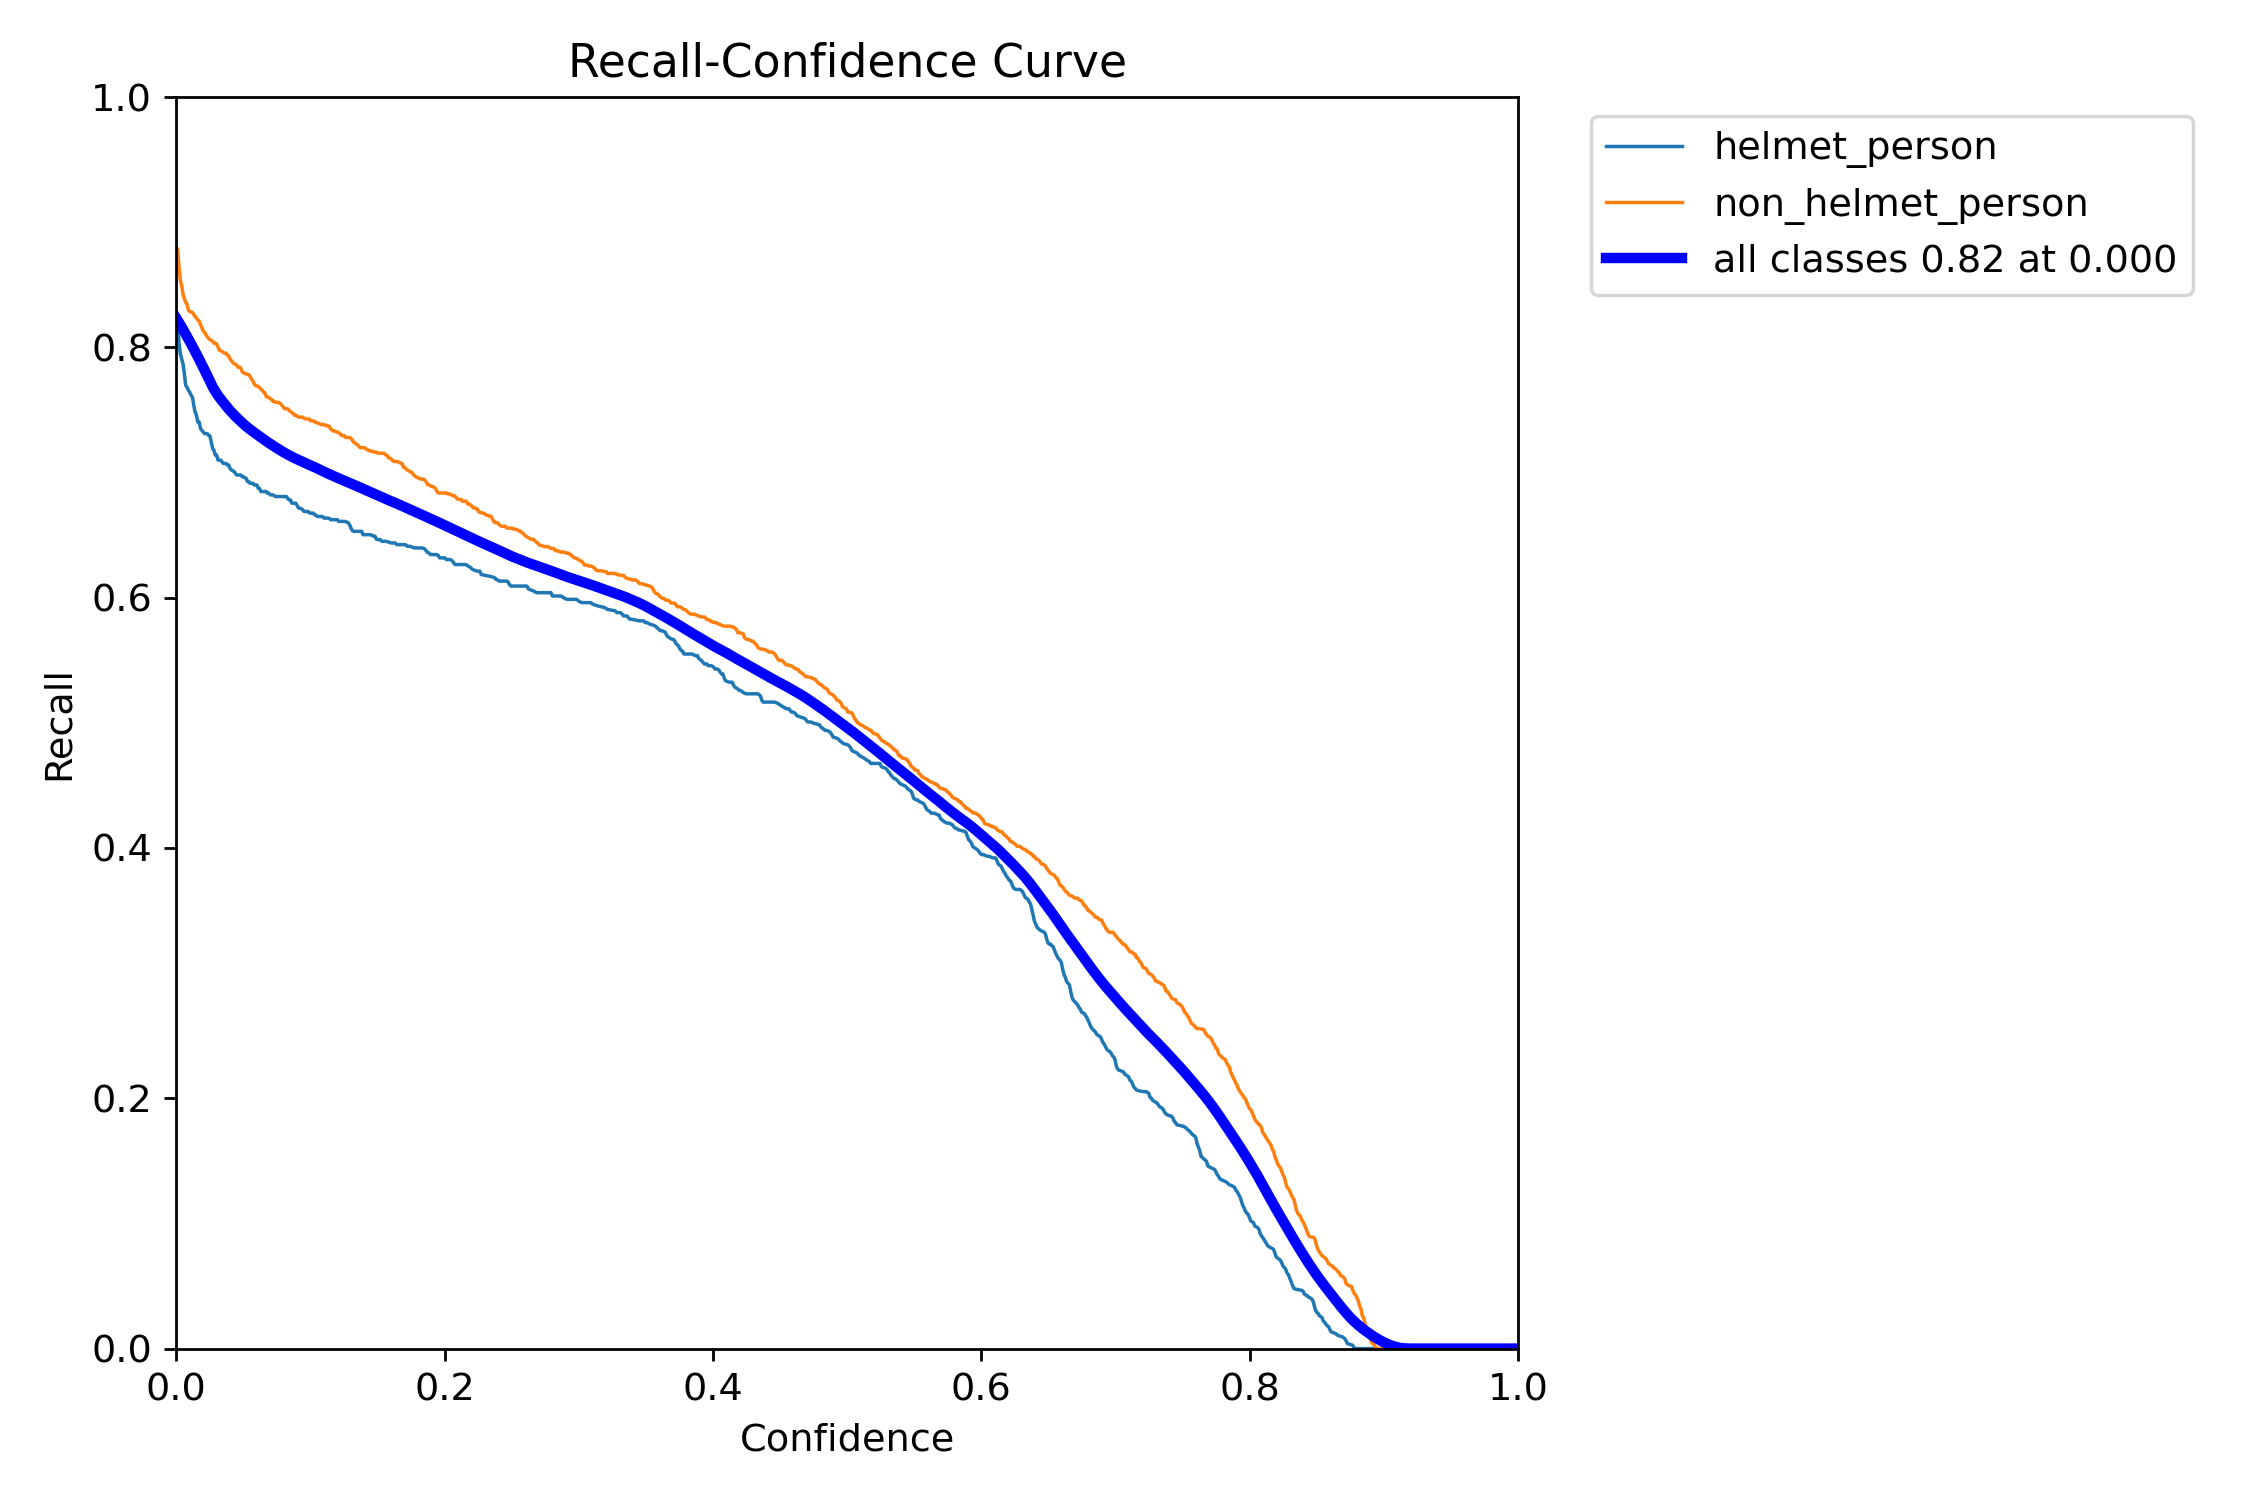 Recall-Confidence Curve
1.0
0.8
0.6
0.4
0.2
0.0
Recall
0.0 0.2 0.4 0.6 0.8 1.0
Confidence
helmet_person
non_helmet_person
all classes 0.82 at 0.000